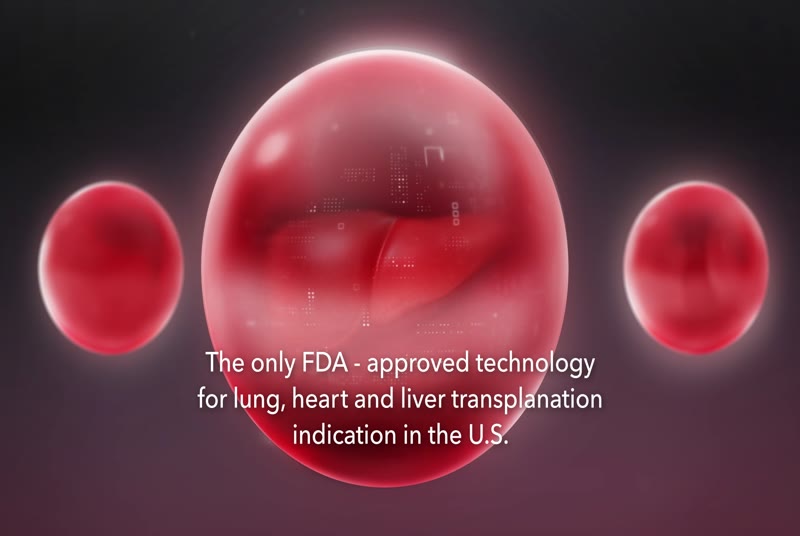 The only FDA - approved technology
for lung, heart and liver transplanation
indication in the U.S.